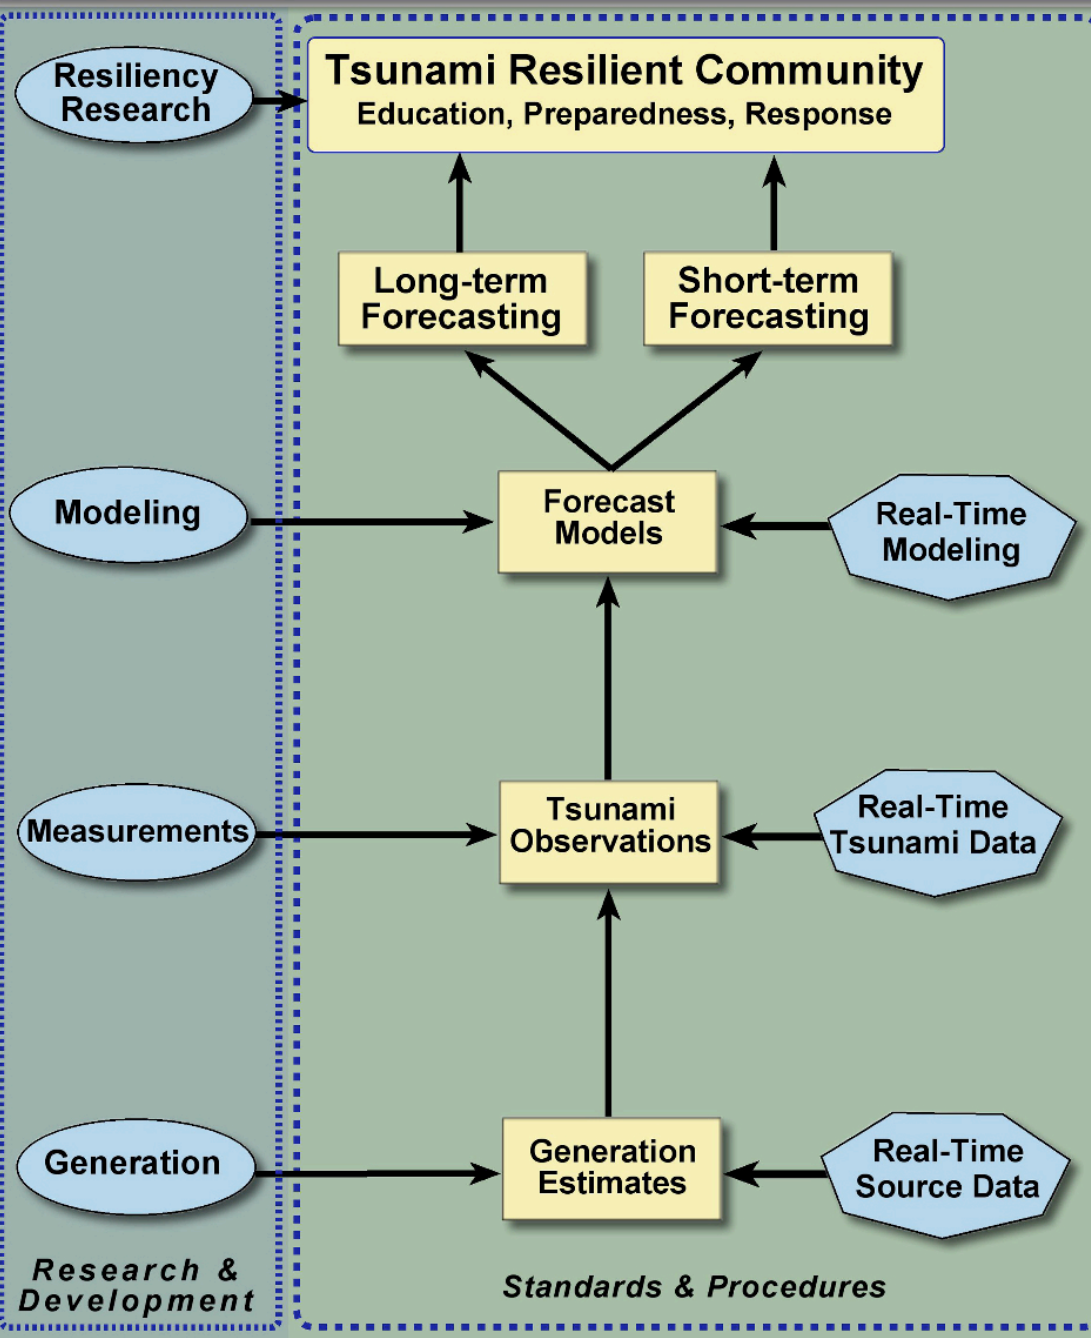 Resiliency
Research
Tsunami Resilient Community
Education, Preparedness, Response
Long-term
Forecasting
Short-term
Forecasting
Modeling
Forecast
Models
Real-Time
Modeling
Measurements
Tsunami
Observations
Real-Time
Tsunami Data
Generation
Generation
Estimates
Real-Time
Source Data
Research &
Development
Standards & Procedures